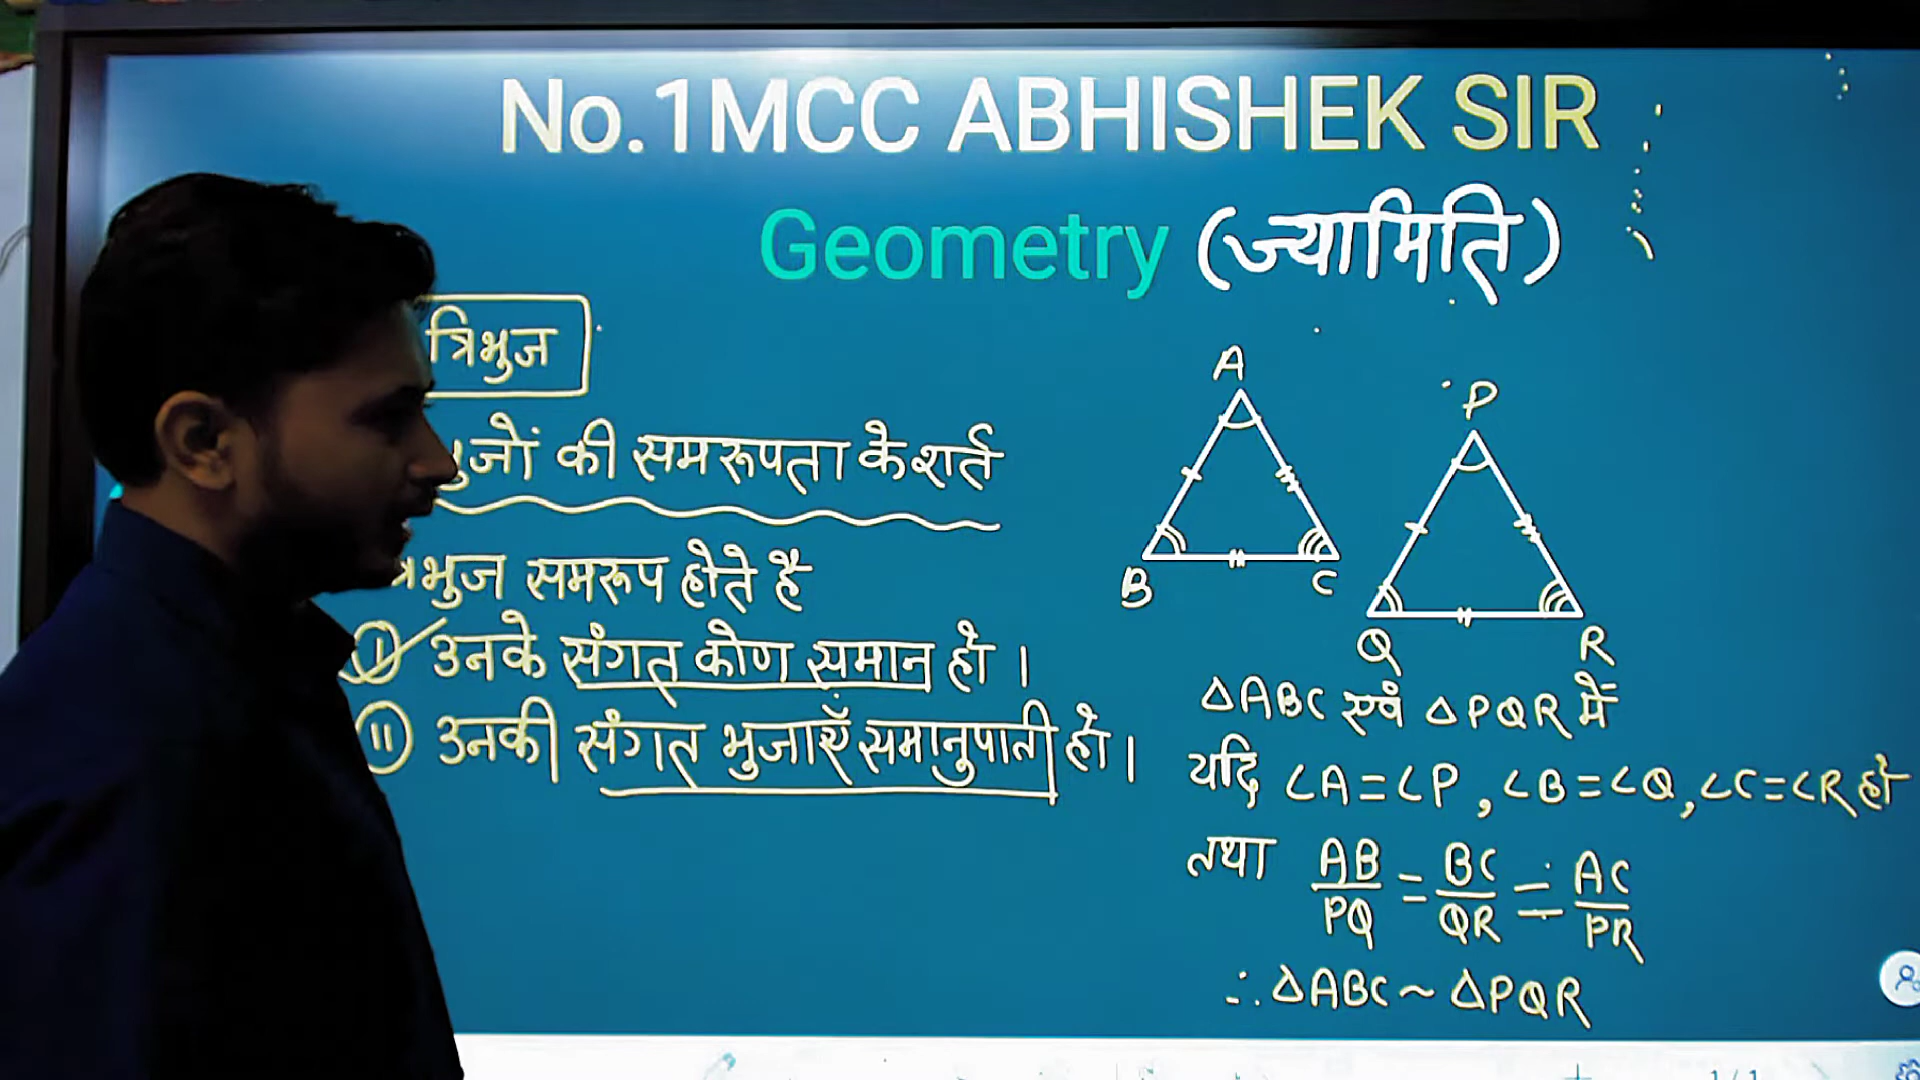 No.1MCC ABHISHEK SIR
Geometry (ज्यामिति)
त्रिभुज
की समरूपता के शर्त
समरूप होते है
(I) उनके संगत कोण समान हो ।
(II) उनकी संगत भुजाएँ समानुपाती हो ।
A
B
C
P
Q
R
△ABC एवं △PQR में
यदि ∠A=∠P, ∠B=∠Q, ∠C=∠R हो
तथा AB/PQ = BC/QR = AC/PR
∴ △ABC ~ △PQR